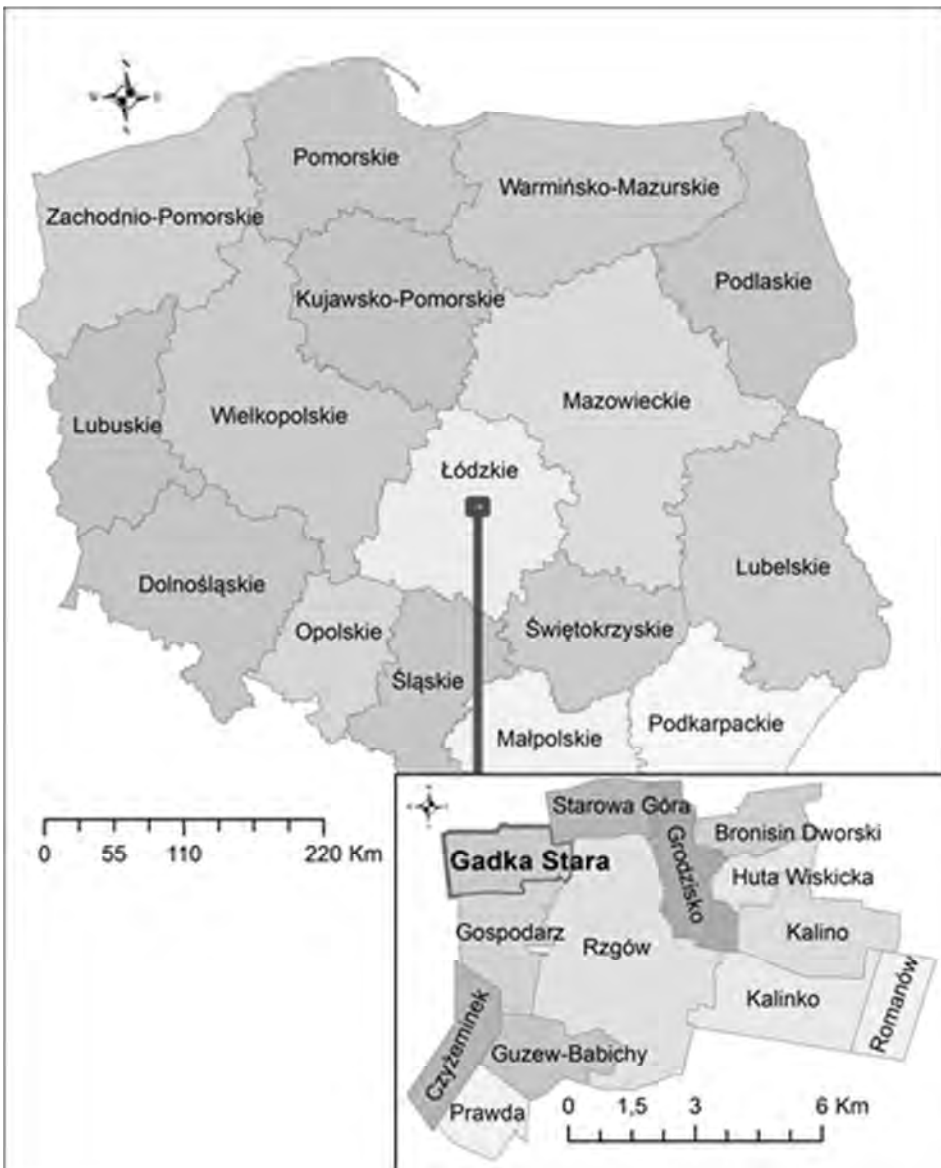 Pomorskie
Warmińsko-Mazurskie
Zachodnio-Pomorskie
Podlaskie
Kujawsko-Pomorskie
Mazowieckie
Wielkopolskie
Lubuskie
Łódzkie
Lubelskie
Dolnośląskie
Opolskie
Świętokrzyskie
Śląskie
Podkarpackie
Małpolskie
0 55 110 220 Km
Starowa Góra
Bronisin Dworski
Gadka Stara
Grodzisko
Huta Wiskicka
Gospodarz
Rzgów
Kalino
Kalinko
Romanów
Czyżeminek
Guzew-Babichy
Prawda
0 1,5 3 6 Km